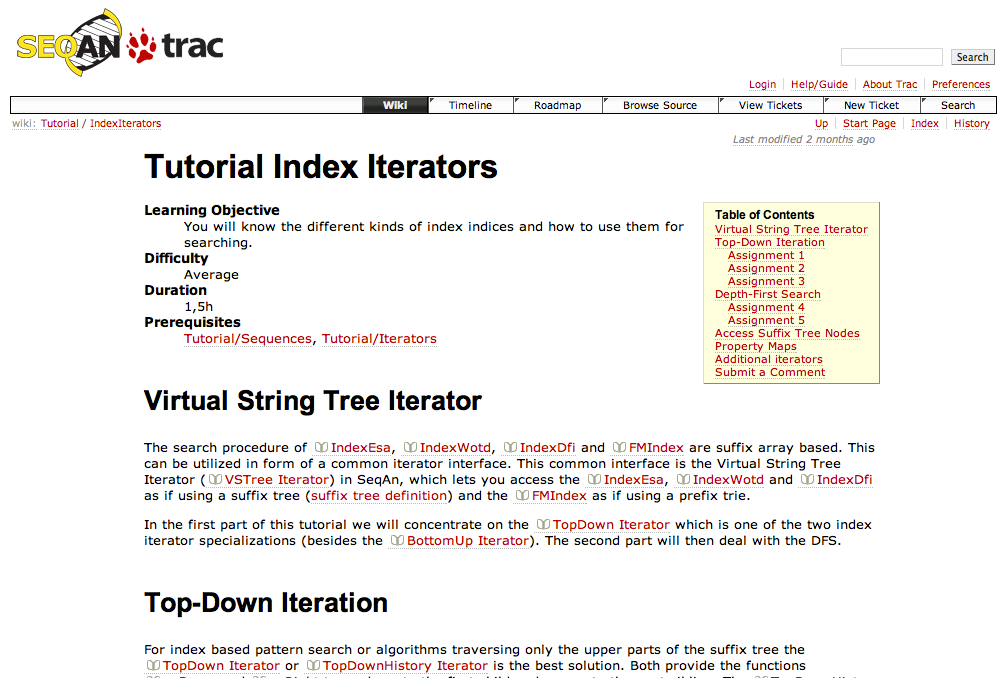 SEQAN trac
Search
Login Help/Guide About Trac Preferences
Wiki Timeline Roadmap Browse Source View Tickets New Ticket Search
wiki: Tutorial / IndexIterators
Up Start Page Index History
Last modified 2 months ago
Tutorial Index Iterators
Learning Objective
You will know the different kinds of index indices and how to use them for
searching.
Difficulty
Average
Duration
1,5h
Prerequisites
Tutorial/Sequences, Tutorial/Iterators
Table of Contents
Virtual String Tree Iterator
Top-Down Iteration
Assignment 1
Assignment 2
Assignment 3
Depth-First Search
Assignment 4
Assignment 5
Access Suffix Tree Nodes
Property Maps
Additional iterators
Submit a Comment
Virtual String Tree Iterator
The search procedure of IndexEsa, IndexWotd, IndexDfi and FMIndex are suffix array based. This
can be utilized in form of a common iterator interface. This common interface is the Virtual String Tree
Iterator ( VSTree Iterator) in SeqAn, which lets you access the IndexEsa, IndexWotd and IndexDfi
as if using a suffix tree (suffix tree definition) and the FMIndex as if using a prefix trie.
In the first part of this tutorial we will concentrate on the TopDown Iterator which is one of the two index
iterator specializations (besides the BottomUp Iterator). The second part will then deal with the DFS.
Top-Down Iteration
For index based pattern search or algorithms traversing only the upper parts of the suffix tree the
TopDown Iterator or TopDownHistory Iterator is the best solution. Both provide the functions